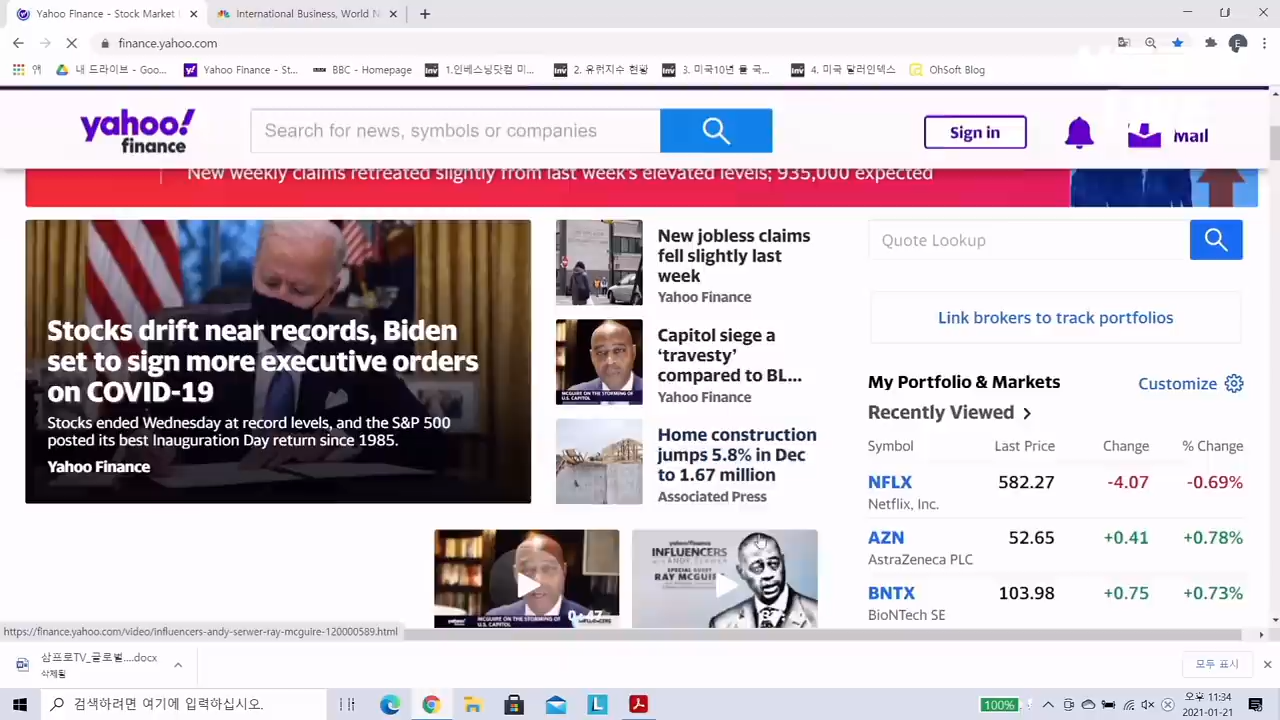 Yahoo Finance - Stock Market
International Business, World N
finance.yahoo.com
앱
내 드라이브 - Goo...
Yahoo Finance - St...
BBC - Homepage
1.인베스팅닷컴 미...
2. 유럽지수 현황
3. 미국10년 물 국...
4. 미국 달러인덱스
OhSoft Blog
yahoo!
finance
Search for news, symbols or companies
Sign in
Mail
New weekly claims retreated slightly from last week's elevated levels; 935,000 expected
Stocks drift near records, Biden
set to sign more executive orders
on COVID-19
Stocks ended Wednesday at record levels, and the S&P 500
posted its best Inauguration Day return since 1985.
Yahoo Finance
New jobless claims
fell slightly last
week
Yahoo Finance
Capitol siege a
‘travesty’
compared to BL...
Yahoo Finance
Home construction
jumps 5.8% in Dec
to 1.67 million
Associated Press
INFLUENCERS
SPECIAL GUEST
Quote Lookup
Link brokers to track portfolios
My Portfolio & Markets
Customize
Recently Viewed
Symbol Last Price Change % Change
NFLX 582.27 -4.07 -0.69%
Netflix, Inc.
AZN 52.65 +0.41 +0.78%
AstraZeneca PLC
BNTX 103.98 +0.75 +0.73%
BioNTech SE
https://finance.yahoo.com/video/influencers-andy-serwer-ray-mcguire-120000589.html
삼프로TV_글로벌....docx
삭제됨
모두 표시
검색하려면 여기에 입력하십시오.
100%
오후 11:34
2021-01-21